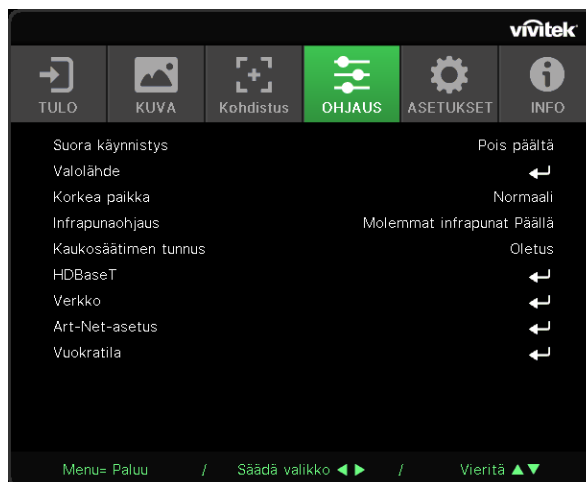 vivitek
TULO KUVA Kohdistus OHJAUS ASETUKSET INFO
Suora käynnistys Pois päältä
Valolähde
Korkea paikka Normaali
Infrapunaohjaus Molemmat infrapunat Päällä
Kaukosäätimen tunnus Oletus
HDBaseT
Verkko
Art-Net-asetus
Vuokratila
Menu= Paluu / Säädä valikko ◀ ▶ / Vieritä ▲▼